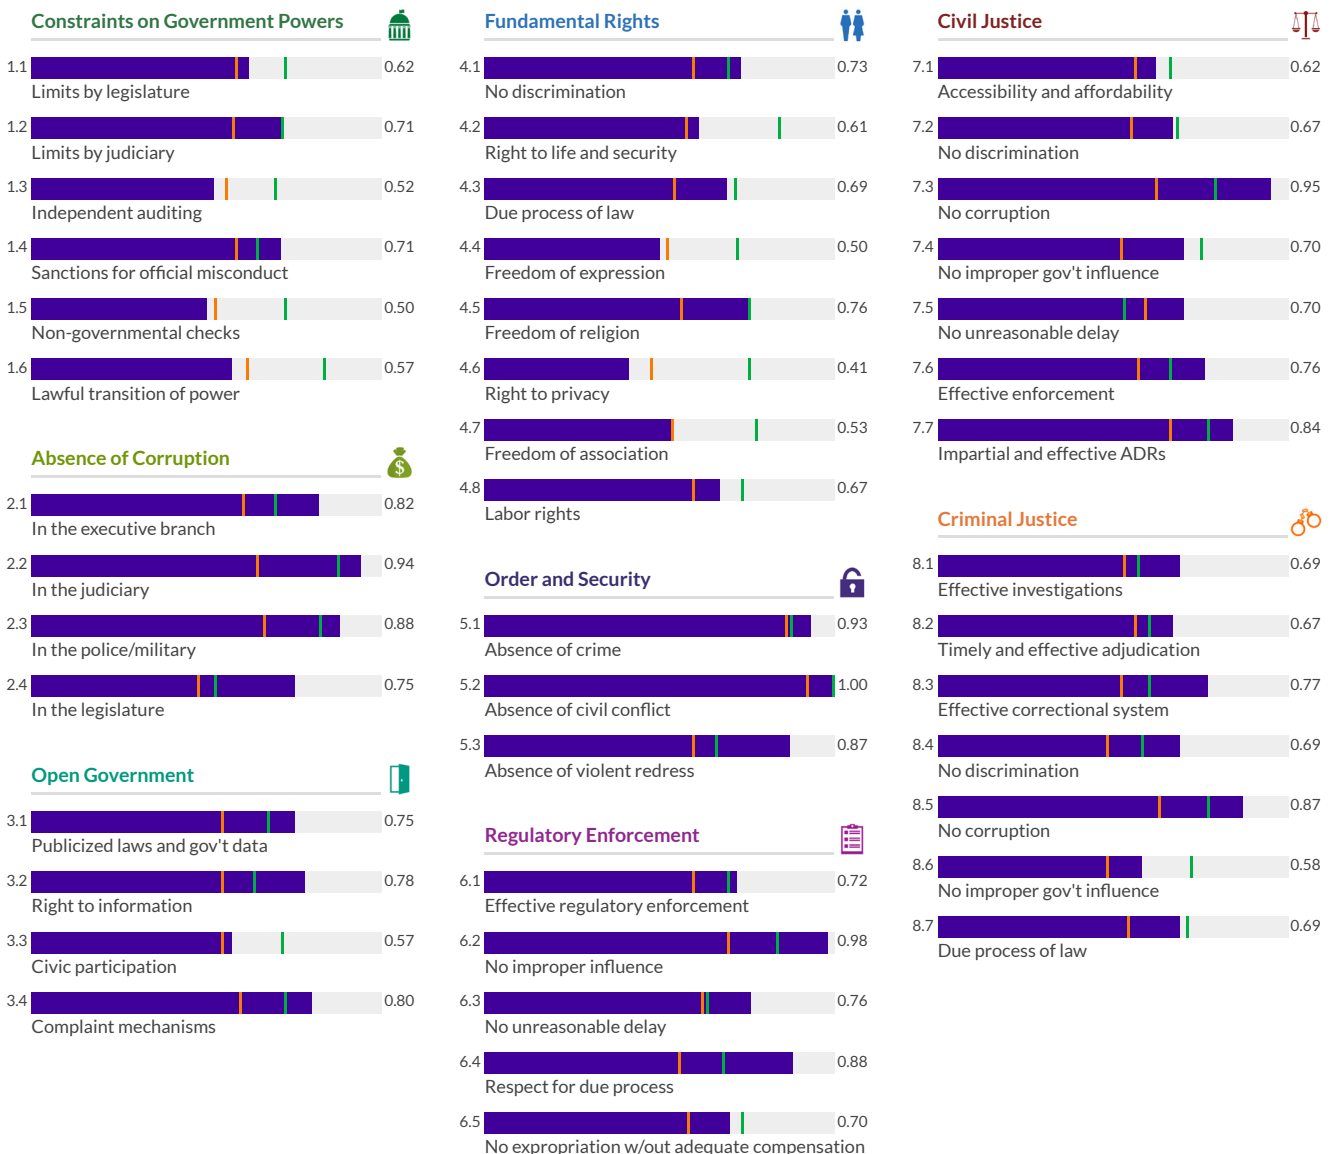 Constraints on Government Powers
1.1 0.62
Limits by legislature
1.2 0.71
Limits by judiciary
1.3 0.52
Independent auditing
1.4 0.71
Sanctions for official misconduct
1.5 0.50
Non-governmental checks
1.6 0.57
Lawful transition of power
Absence of Corruption
$
2.1 0.82
In the executive branch
2.2 0.94
In the judiciary
2.3 0.88
In the police/military
2.4 0.75
In the legislature
Open Government
3.1 0.75
Publicized laws and gov't data
3.2 0.78
Right to information
3.3 0.57
Civic participation
3.4 0.80
Complaint mechanisms
Fundamental Rights
4.1 0.73
No discrimination
4.2 0.61
Right to life and security
4.3 0.69
Due process of law
4.4 0.50
Freedom of expression
4.5 0.76
Freedom of religion
4.6 0.41
Right to privacy
4.7 0.53
Freedom of association
4.8 0.67
Labor rights
Order and Security
5.1 0.93
Absence of crime
5.2 1.00
Absence of civil conflict
5.3 0.87
Absence of violent redress
Regulatory Enforcement
6.1 0.72
Effective regulatory enforcement
6.2 0.98
No improper influence
6.3 0.76
No unreasonable delay
6.4 0.88
Respect for due process
6.5 0.70
No expropriation w/out adequate compensation
Civil Justice
7.1 0.62
Accessibility and affordability
7.2 0.67
No discrimination
7.3 0.95
No corruption
7.4 0.70
No improper gov't influence
7.5 0.70
No unreasonable delay
7.6 0.76
Effective enforcement
7.7 0.84
Impartial and effective ADRs
Criminal Justice
8.1 0.69
Effective investigations
8.2 0.67
Timely and effective adjudication
8.3 0.77
Effective correctional system
8.4 0.69
No discrimination
8.5 0.87
No corruption
8.6 0.58
No improper gov't influence
8.7 0.69
Due process of law